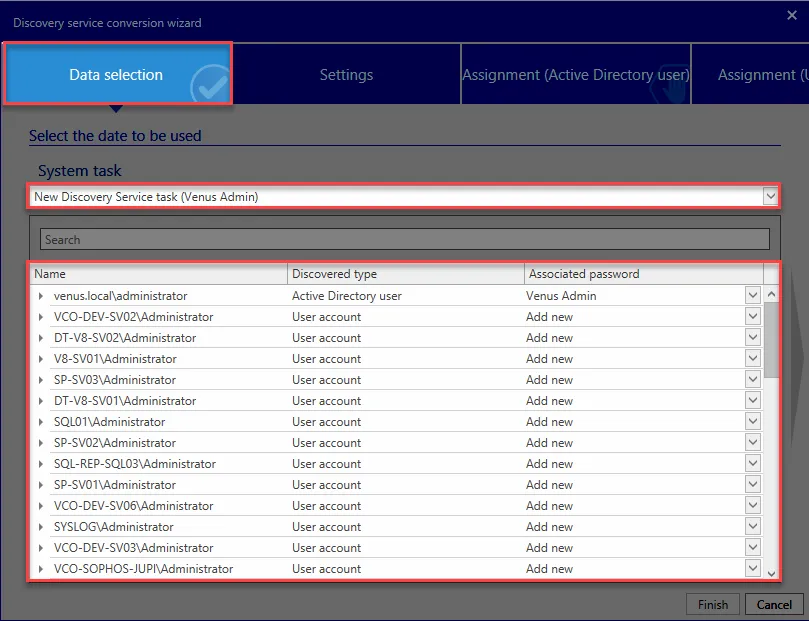 Discovery service conversion wizard
Data selection
Settings
Assignment (Active Directory user)
Assignment (U
Select the date to be used
System task
New Discovery Service task (Venus Admin)
Search
Name Discovered type Associated password
venus.local\administrator Active Directory user Venus Admin
VCO-DEV-SV02\Administrator User account Add new
DT-V8-SV02\Administrator User account Add new
V8-SV01\Administrator User account Add new
SP-SV03\Administrator User account Add new
DT-V8-SV01\Administrator User account Add new
SQL01\Administrator User account Add new
SP-SV02\Administrator User account Add new
SQL-REP-SQL03\Administrator User account Add new
SP-SV01\Administrator User account Add new
VCO-DEV-SV06\Administrator User account Add new
SYSLOG\Administrator User account Add new
VCO-DEV-SV03\Administrator User account Add new
VCO-SOPHOS-JUPI\Administrator User account Add new
Finish Cancel